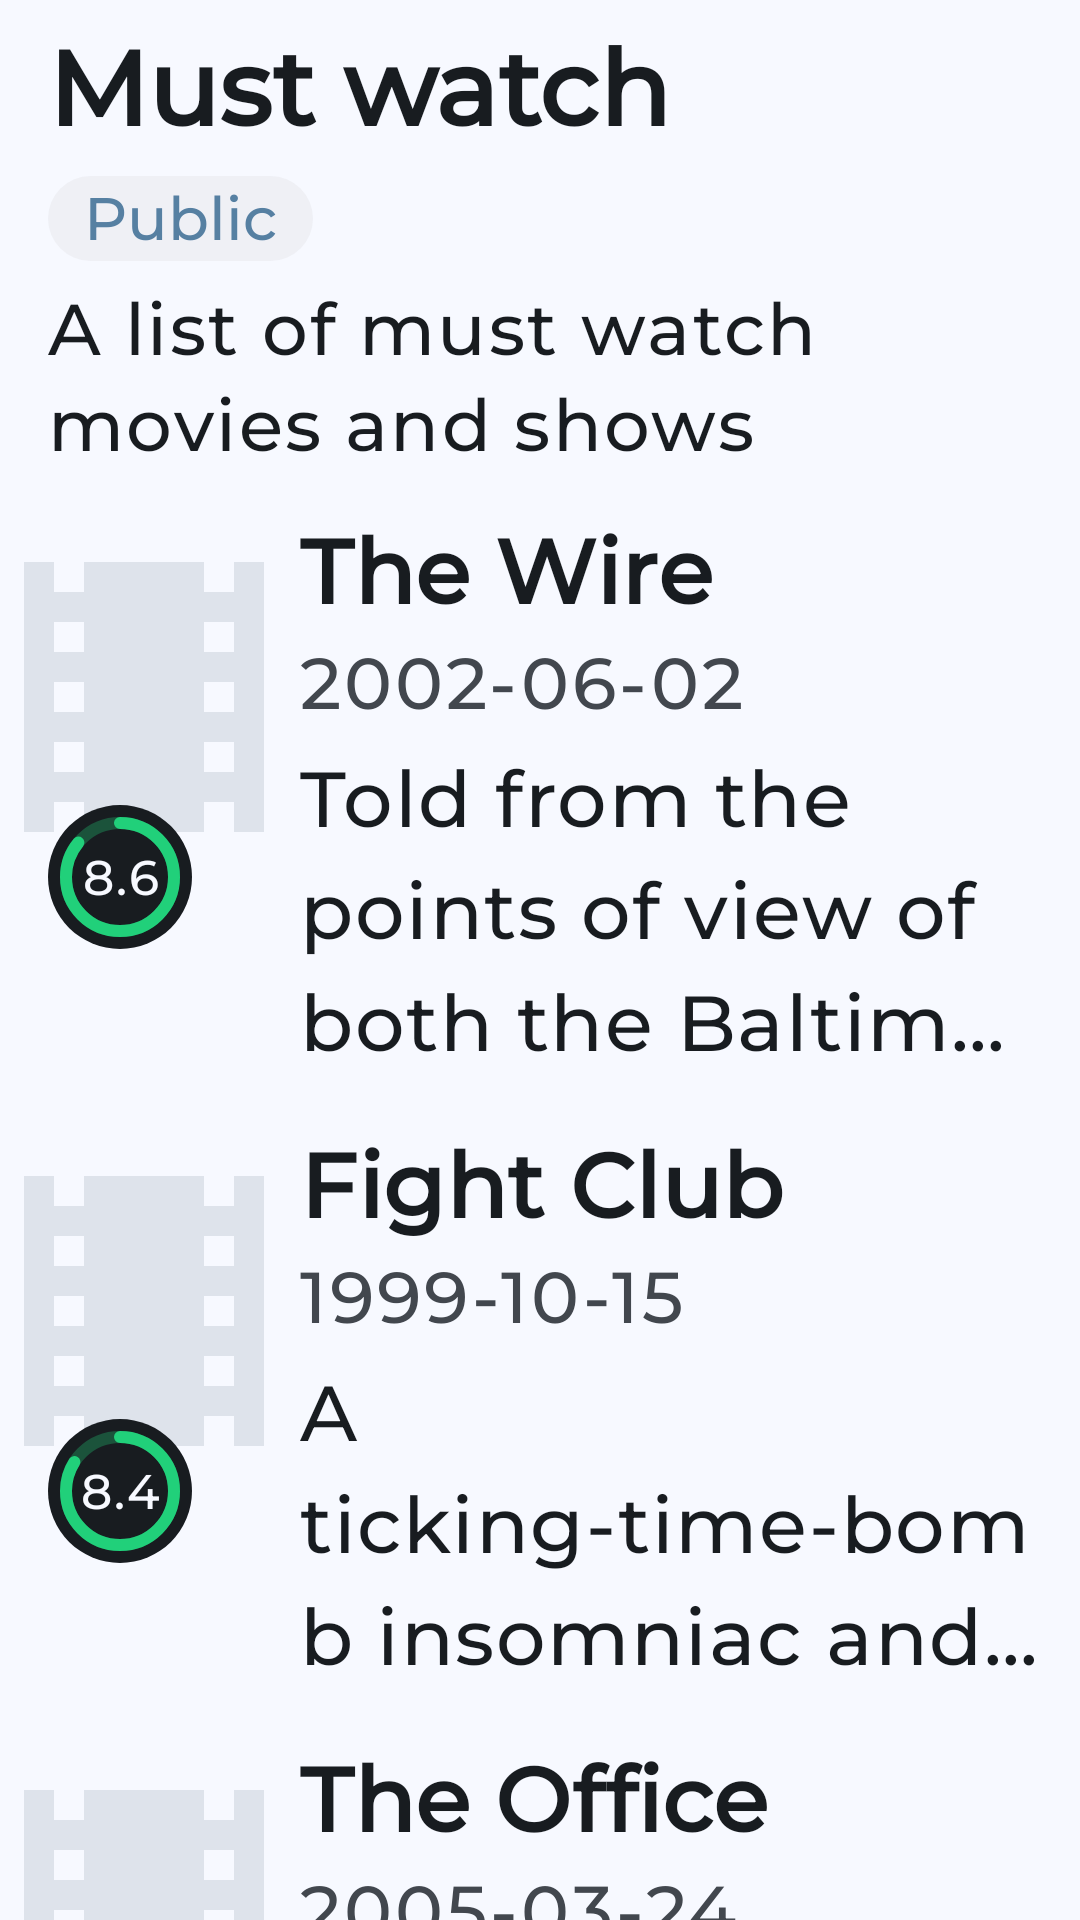 Must watch
Public
A list of must watch
movies and shows
The Wire
2002-06-02
Told from the
points of view of
both the Baltim…
8.6
Fight Club
1999-10-15
A
ticking-time-bom
b insomniac and…
8.4
The Office
2005-03-24